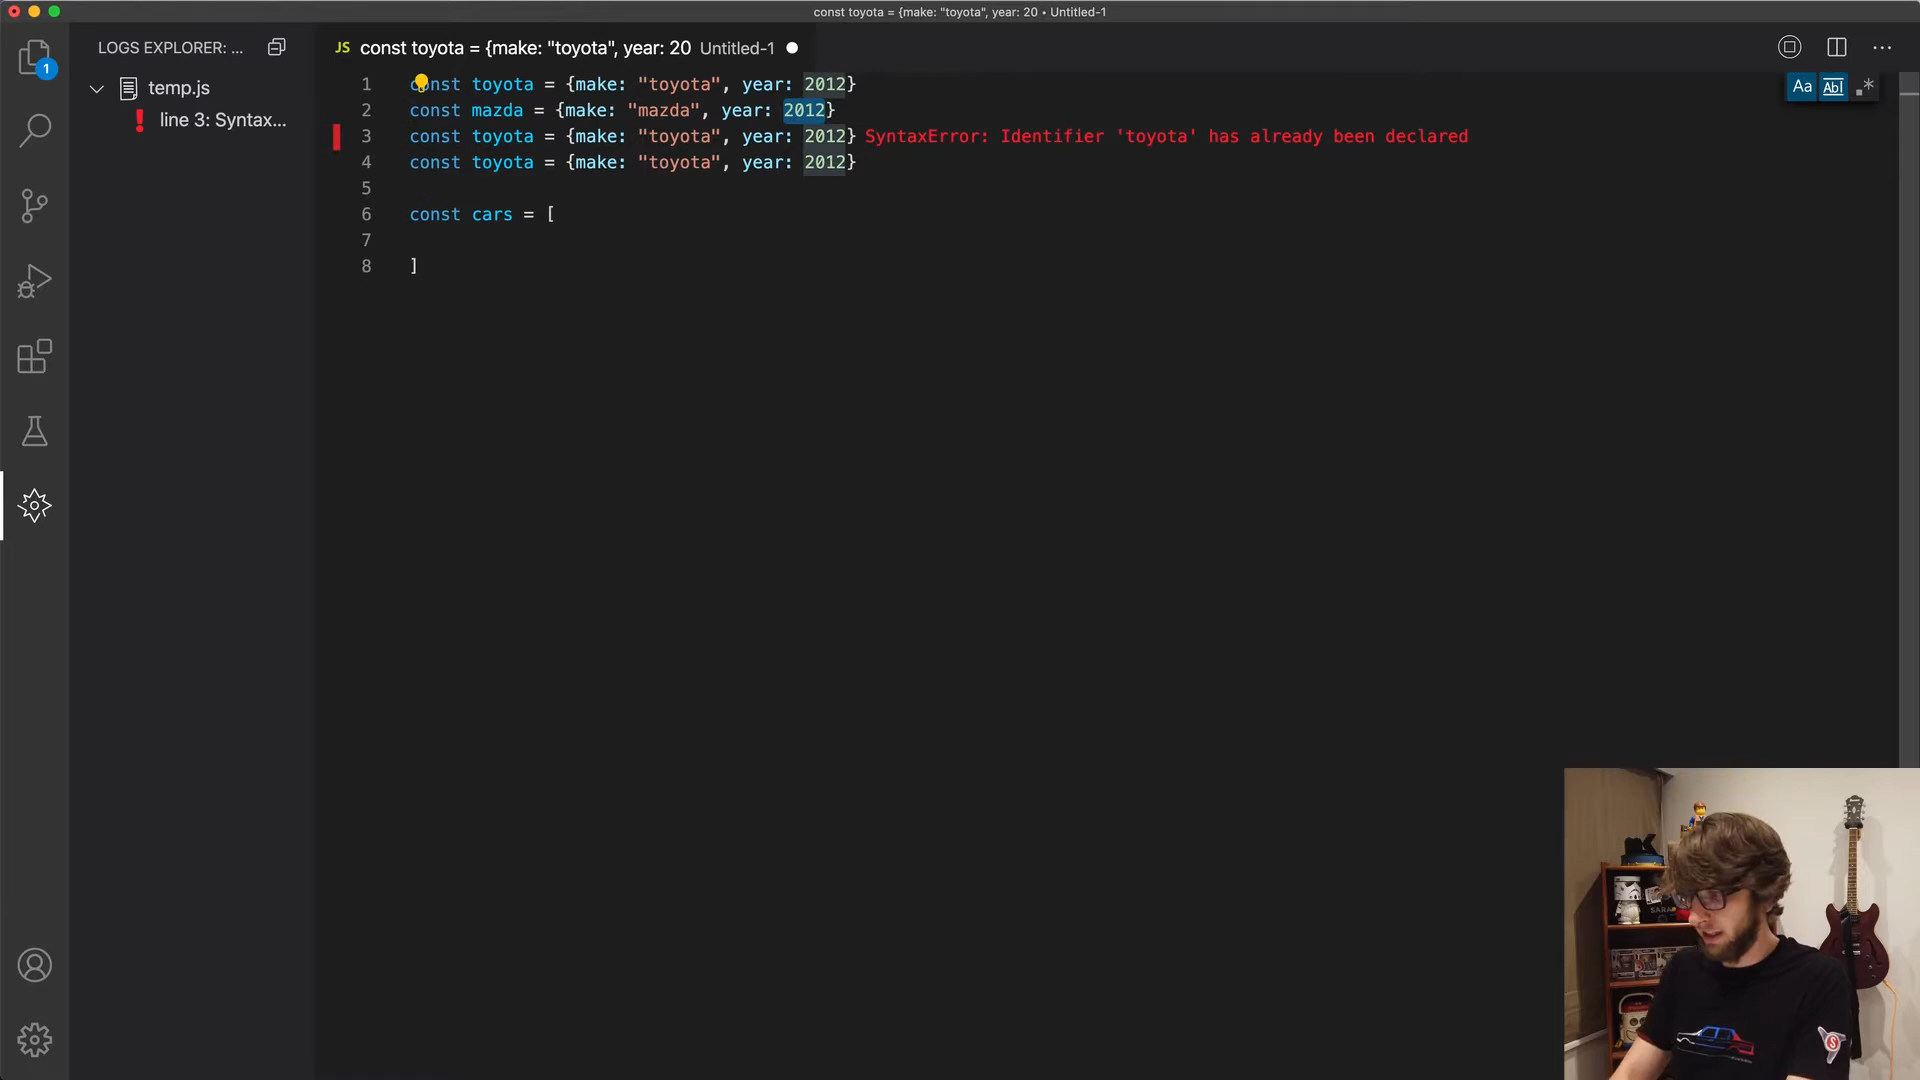 const toyota = {make: "toyota", year: 20 • Untitled-1
LOGS EXPLORER: ...
JS const toyota = {make: "toyota", year: 20 Untitled-1
1
temp.js
line 3: Syntax...
Aa Abl .*
1 const toyota = {make: "toyota", year: 2012}
2 const mazda = {make: "mazda", year: 2012}
3 const toyota = {make: "toyota", year: 2012} SyntaxError: Identifier 'toyota' has already been declared
4 const toyota = {make: "toyota", year: 2012}
5
6 const cars = [
7
8 ]